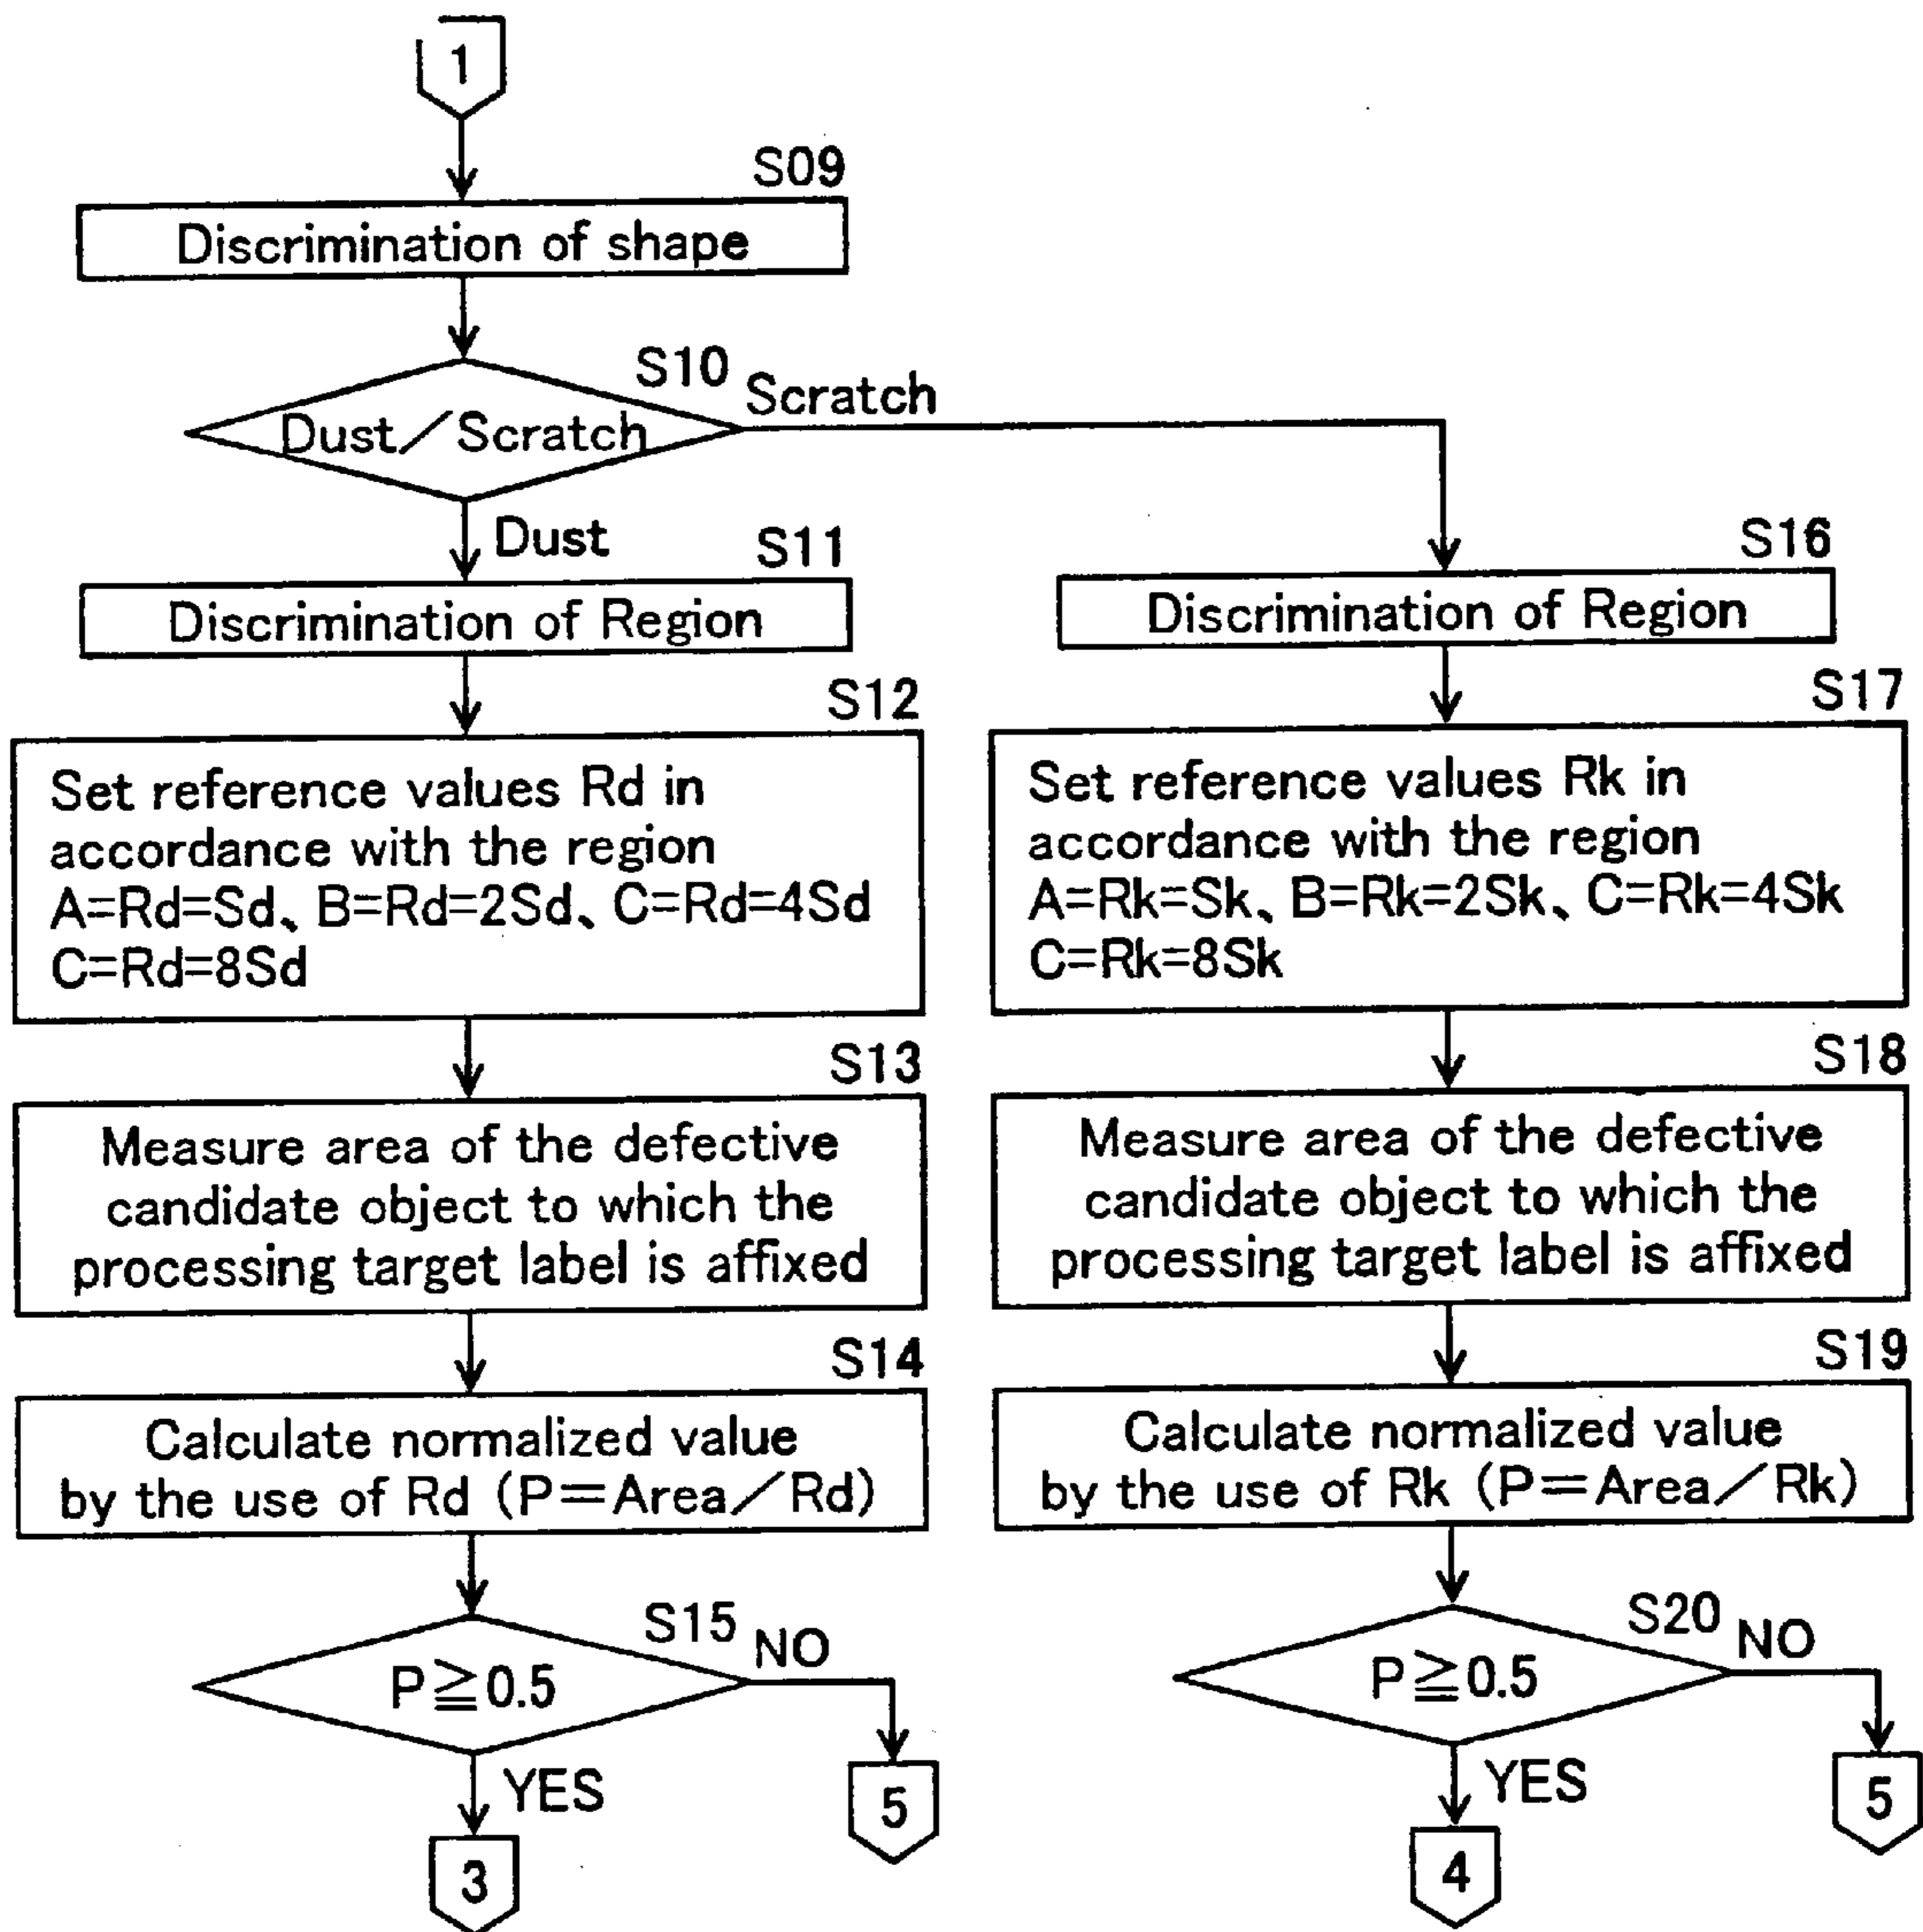 1
S09
Discrimination of shape
S10
Dust／Scratch
Scratch
Dust
S11
Discrimination of Region
S12
Set reference values Rd in
accordance with the region
A=Rd=Sd、B=Rd=2Sd、C=Rd=4Sd
C=Rd=8Sd
S13
Measure area of the defective
candidate object to which the
processing target label is affixed
S14
Calculate normalized value
by the use of Rd (P＝Area／Rd)
S15
P≧0.5
NO
5
YES
3
S16
Discrimination of Region
S17
Set reference values Rk in
accordance with the region
A=Rk=Sk、B=Rk=2Sk、C=Rk=4Sk
C=Rk=8Sk
S18
Measure area of the defective
candidate object to which the
processing target label is affixed
S19
Calculate normalized value
by the use of Rk (P＝Area／Rk)
S20
P≧0.5
NO
5
YES
4